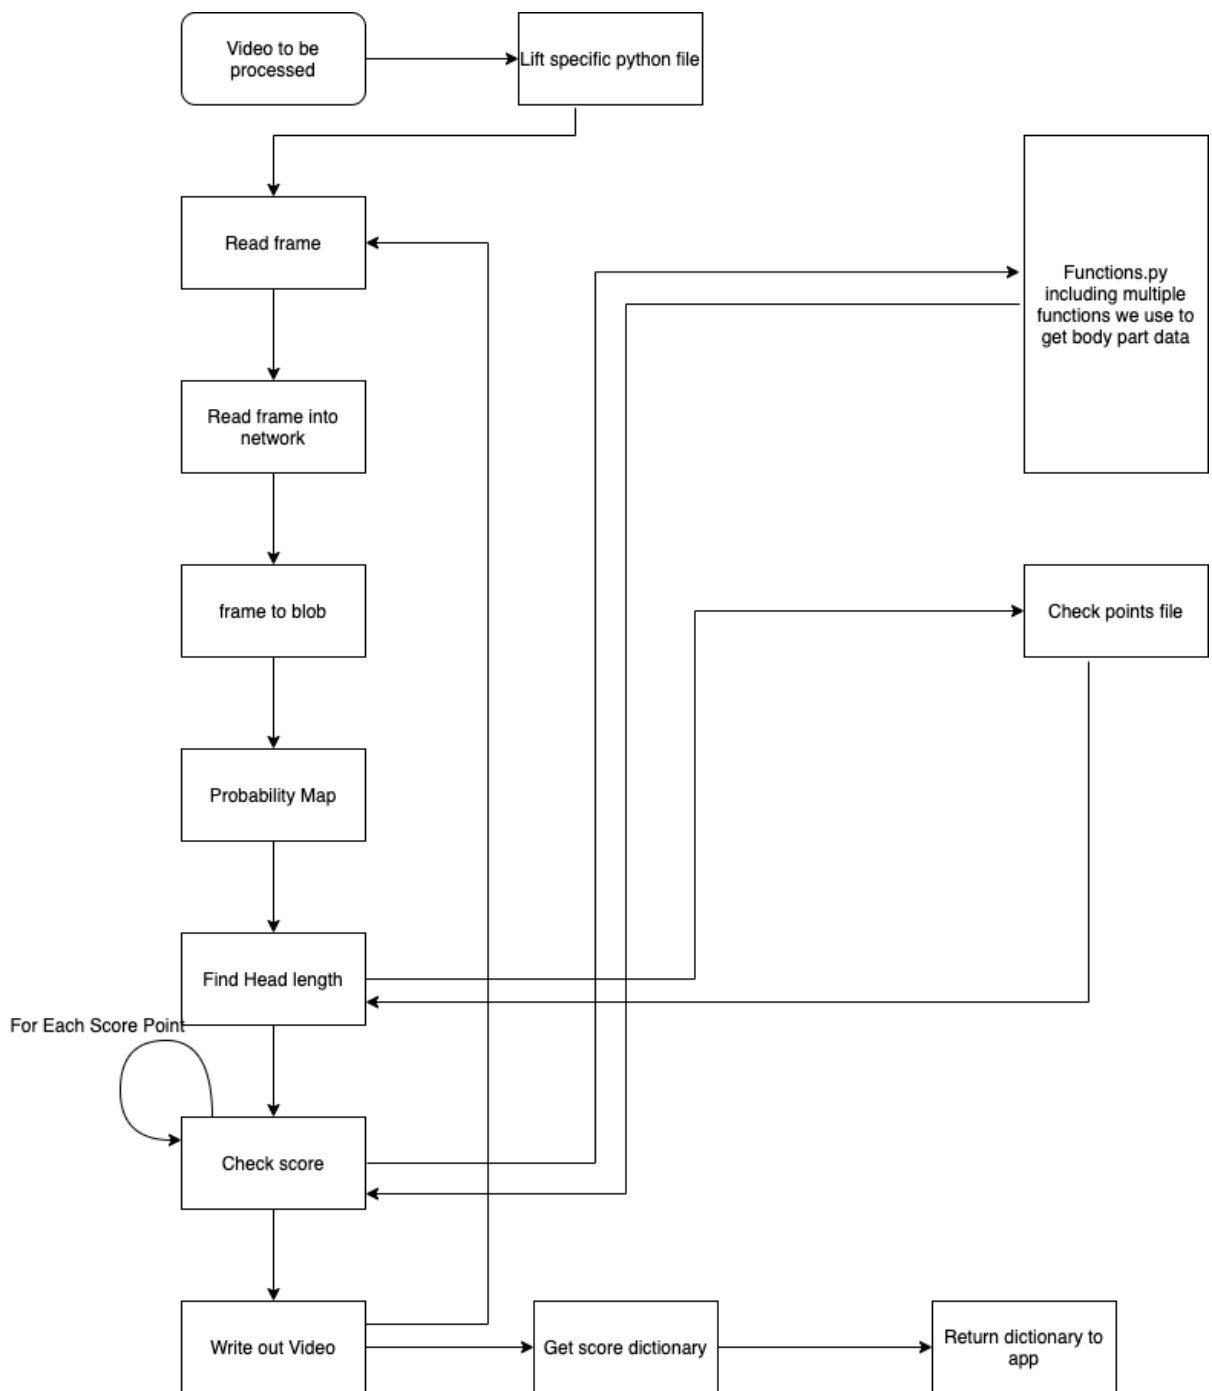 Video to be
processed
Lift specific python file
Read frame
Functions.py
including multiple
functions we use to
get body part data
Read frame into
network
frame to blob
Check points file
Probability Map
Find Head length
For Each Score Point
Check score
Write out Video
Get score dictionary
Return dictionary to
app